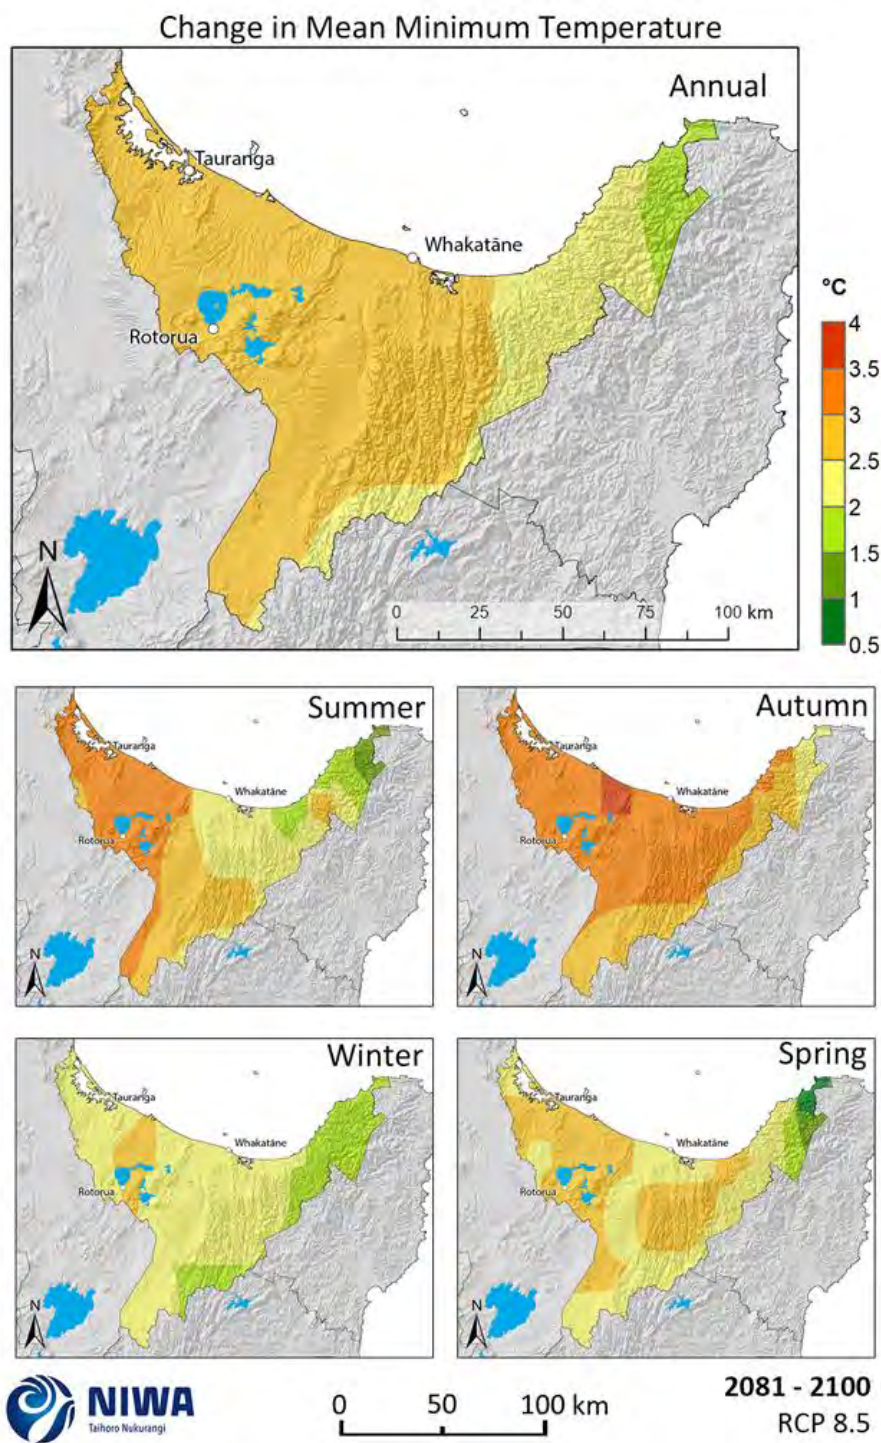 Change in Mean Minimum Temperature
Annual
Tauranga
Whakatāne
Rotorua
°C
4
3
2.5
2
1.5
1
0.5
N
0 25 50 75 100 km
Summer
Tauranga
Whakatāne
Rotorua
N
Autumn
Tauranga
Whakatāne
Rotorua
N
Winter
Tauranga
Whakatāne
Rotorua
N
Spring
Tauranga
Whakatāne
Rotorua
N
NIWA
Taihoro Nukurangi
0 50 100 km
2081 - 2100
RCP 8.5